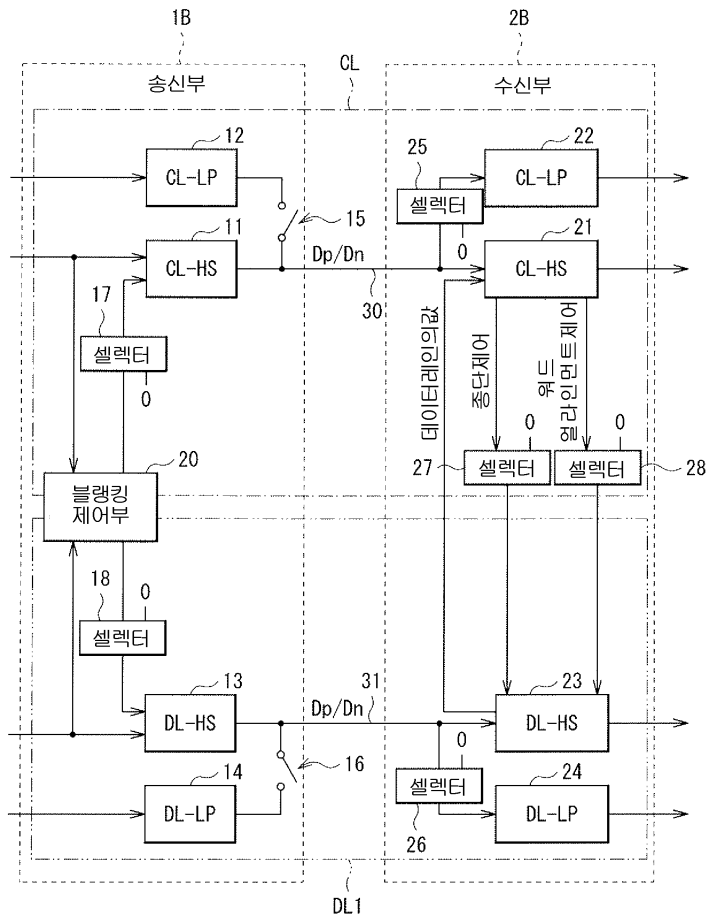 1B
2B
송신부
CL
수신부
12
CL-LP
25
셀렉터
0
22
CL-LP
15
11
CL-HS
Dp/Dn
30
21
CL-HS
17
셀렉터
0
데이터레인의값
종단제어
워드
얼라인먼트제어
20
블랭킹
제어부
27
셀렉터
0
셀렉터
0
28
18
셀렉터
0
13
DL-HS
Dp/Dn
31
23
DL-HS
16
14
DL-LP
셀렉터
0
26
24
DL-LP
DL1